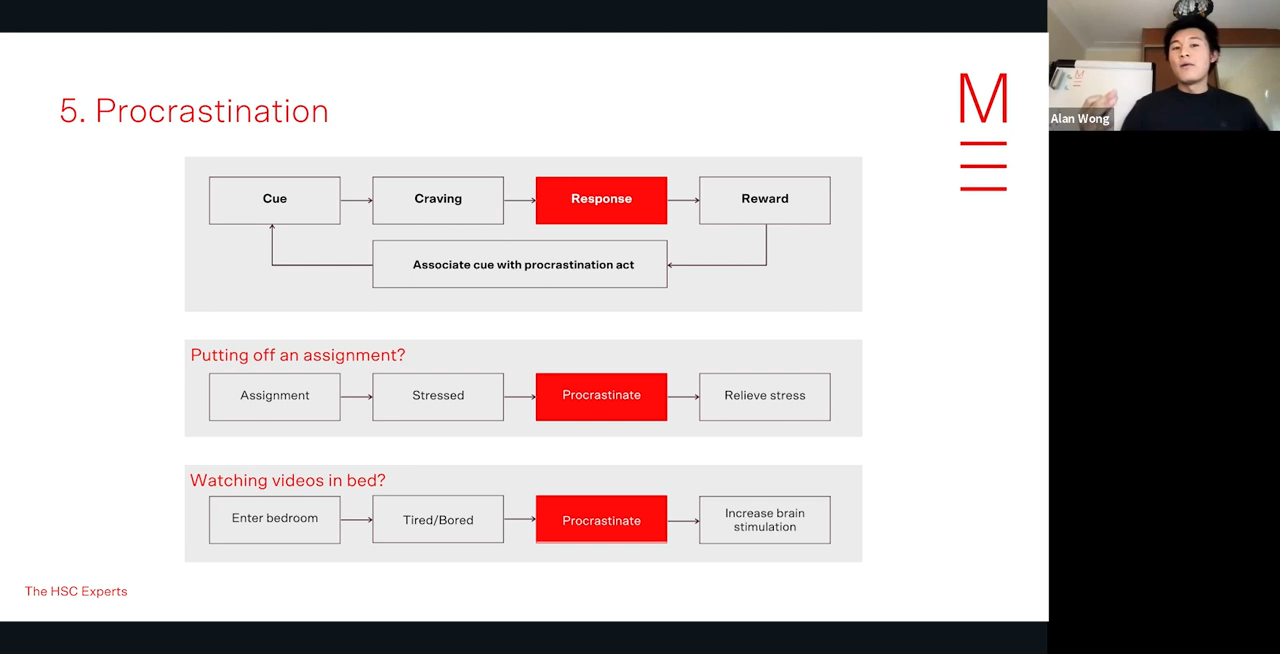 5. Procrastination
M
Alan Wong
Cue
Craving
Response
Reward
Associate cue with procrastination act
Putting off an assignment?
Assignment
Stressed
Procrastinate
Relieve stress
Watching videos in bed?
Enter bedroom
Tired/Bored
Procrastinate
Increase brain
stimulation
The HSC Experts